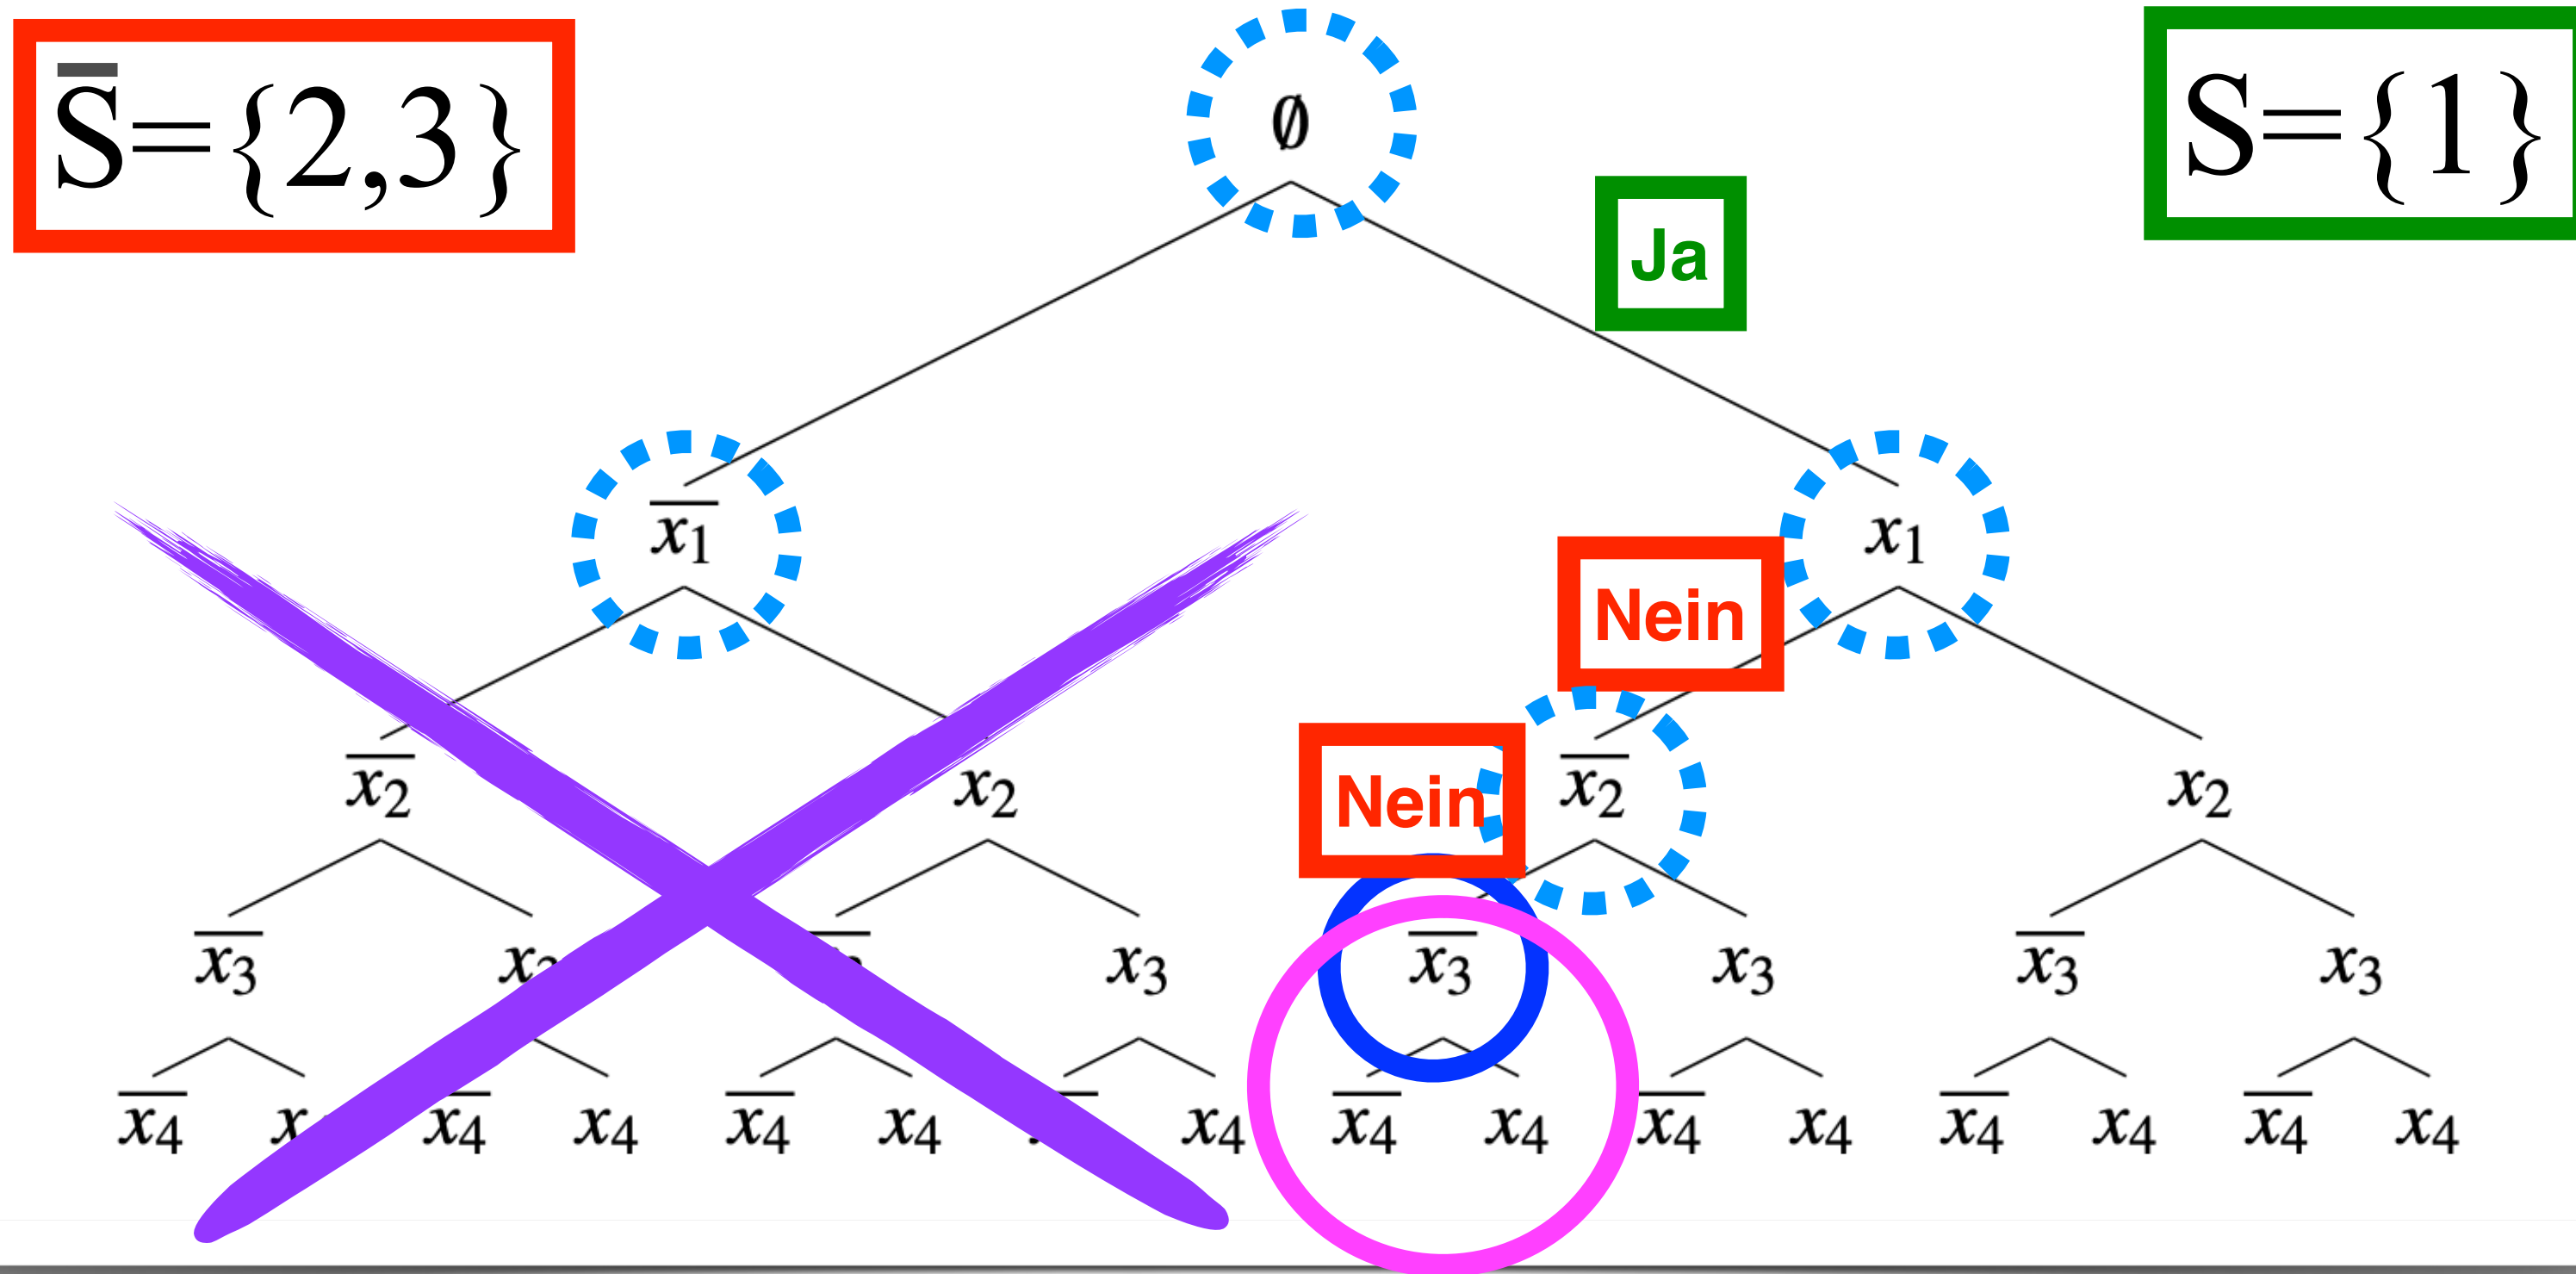 S̅={2,3}
S={1}
∅
Ja
x̅₁ x₁
Nein
Nein
x̅₂ x₂ x̅₂ x₂
x̅₃ x₃ x̅₃ x₃ x̅₃ x₃
x̅₄ x̅₄ x₄ x̅₄ x₄ x₄ x̅₄ x₄ x̅₄ x₄ x̅₄ x₄ x̅₄ x₄